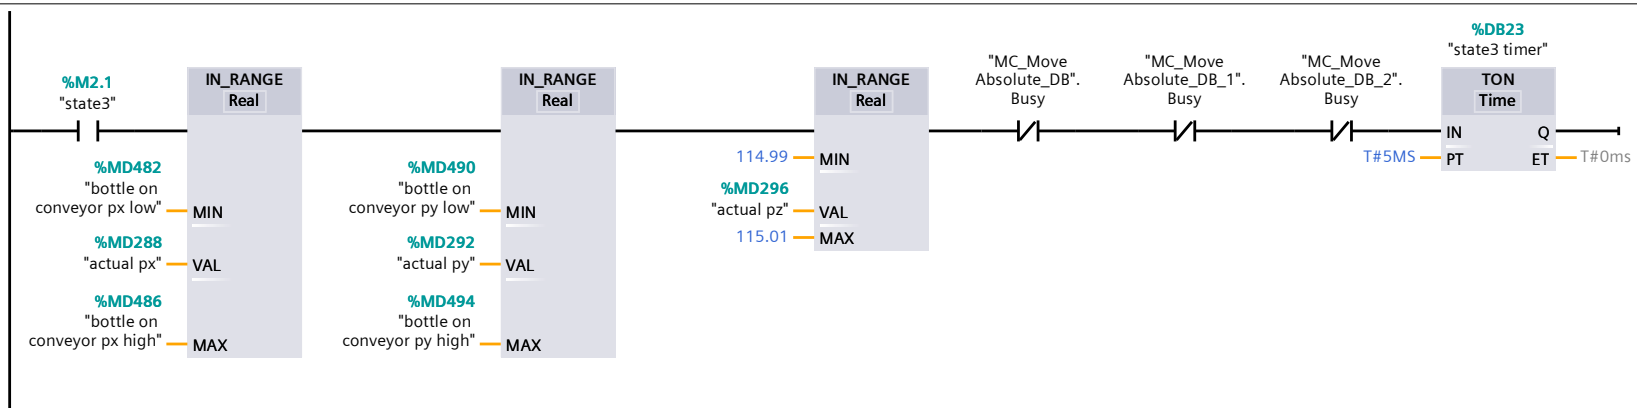 %M2.1
"state3"
IN_RANGE
Real
%MD482
"bottle on
conveyor px low"
MIN
%MD288
"actual px"
VAL
%MD486
"bottle on
conveyor px high"
MAX
IN_RANGE
Real
%MD490
"bottle on
conveyor py low"
MIN
%MD292
"actual py"
VAL
%MD494
"bottle on
conveyor py high"
MAX
IN_RANGE
Real
114.99
MIN
%MD296
"actual pz"
VAL
115.01
MAX
"MC_Move
Absolute_DB".
Busy
"MC_Move
Absolute_DB_1".
Busy
"MC_Move
Absolute_DB_2".
Busy
%DB23
"state3 timer"
TON
Time
IN
Q
T#5MS
PT
ET
T#0ms